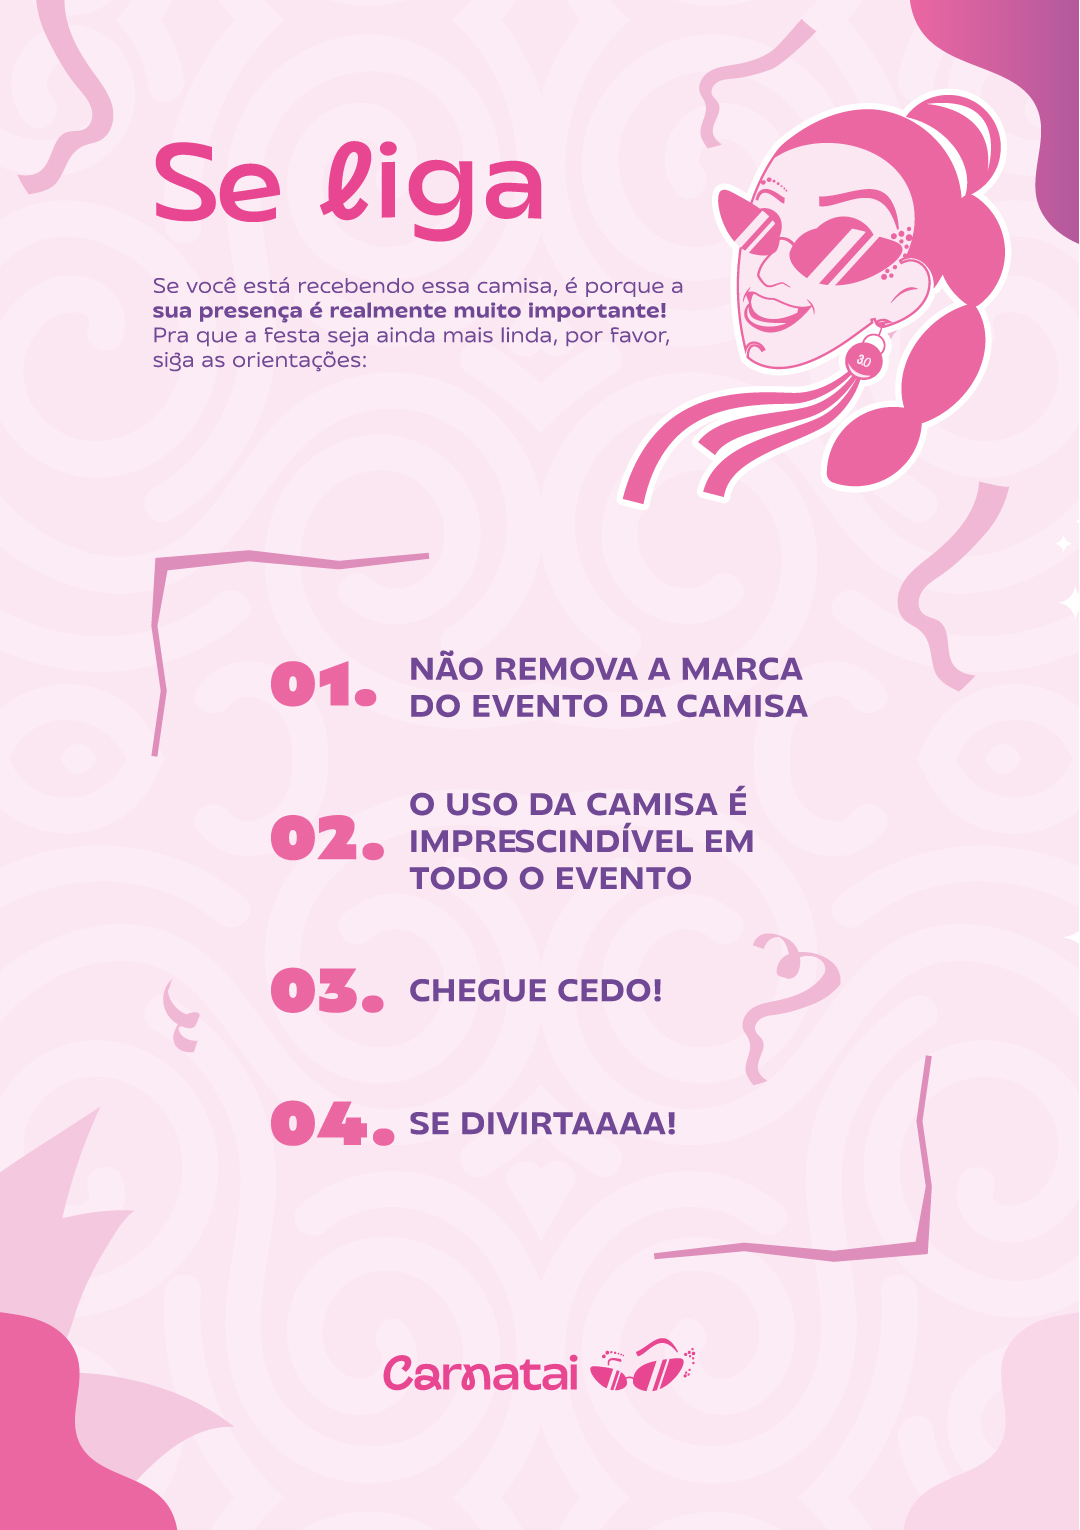 Se liga
Se você está recebendo essa camisa, é porque a
sua presença é realmente muito importante!
Pra que a festa seja ainda mais linda, por favor,
siga as orientações:
3.0
01. NÃO REMOVA A MARCA
DO EVENTO DA CAMISA
02. O USO DA CAMISA É
IMPRESCINDÍVEL EM
TODO O EVENTO
03. CHEGUE CEDO!
04. SE DIVIRTAAAA!
Carnatai